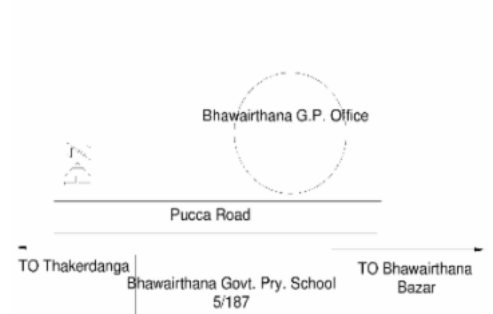 Bhawairthana G.P. Office
Pucca Road
TO Thakerdanga
Bhawairthana Govt. Pry. School
5/187
TO Bhawairthana
Bazar